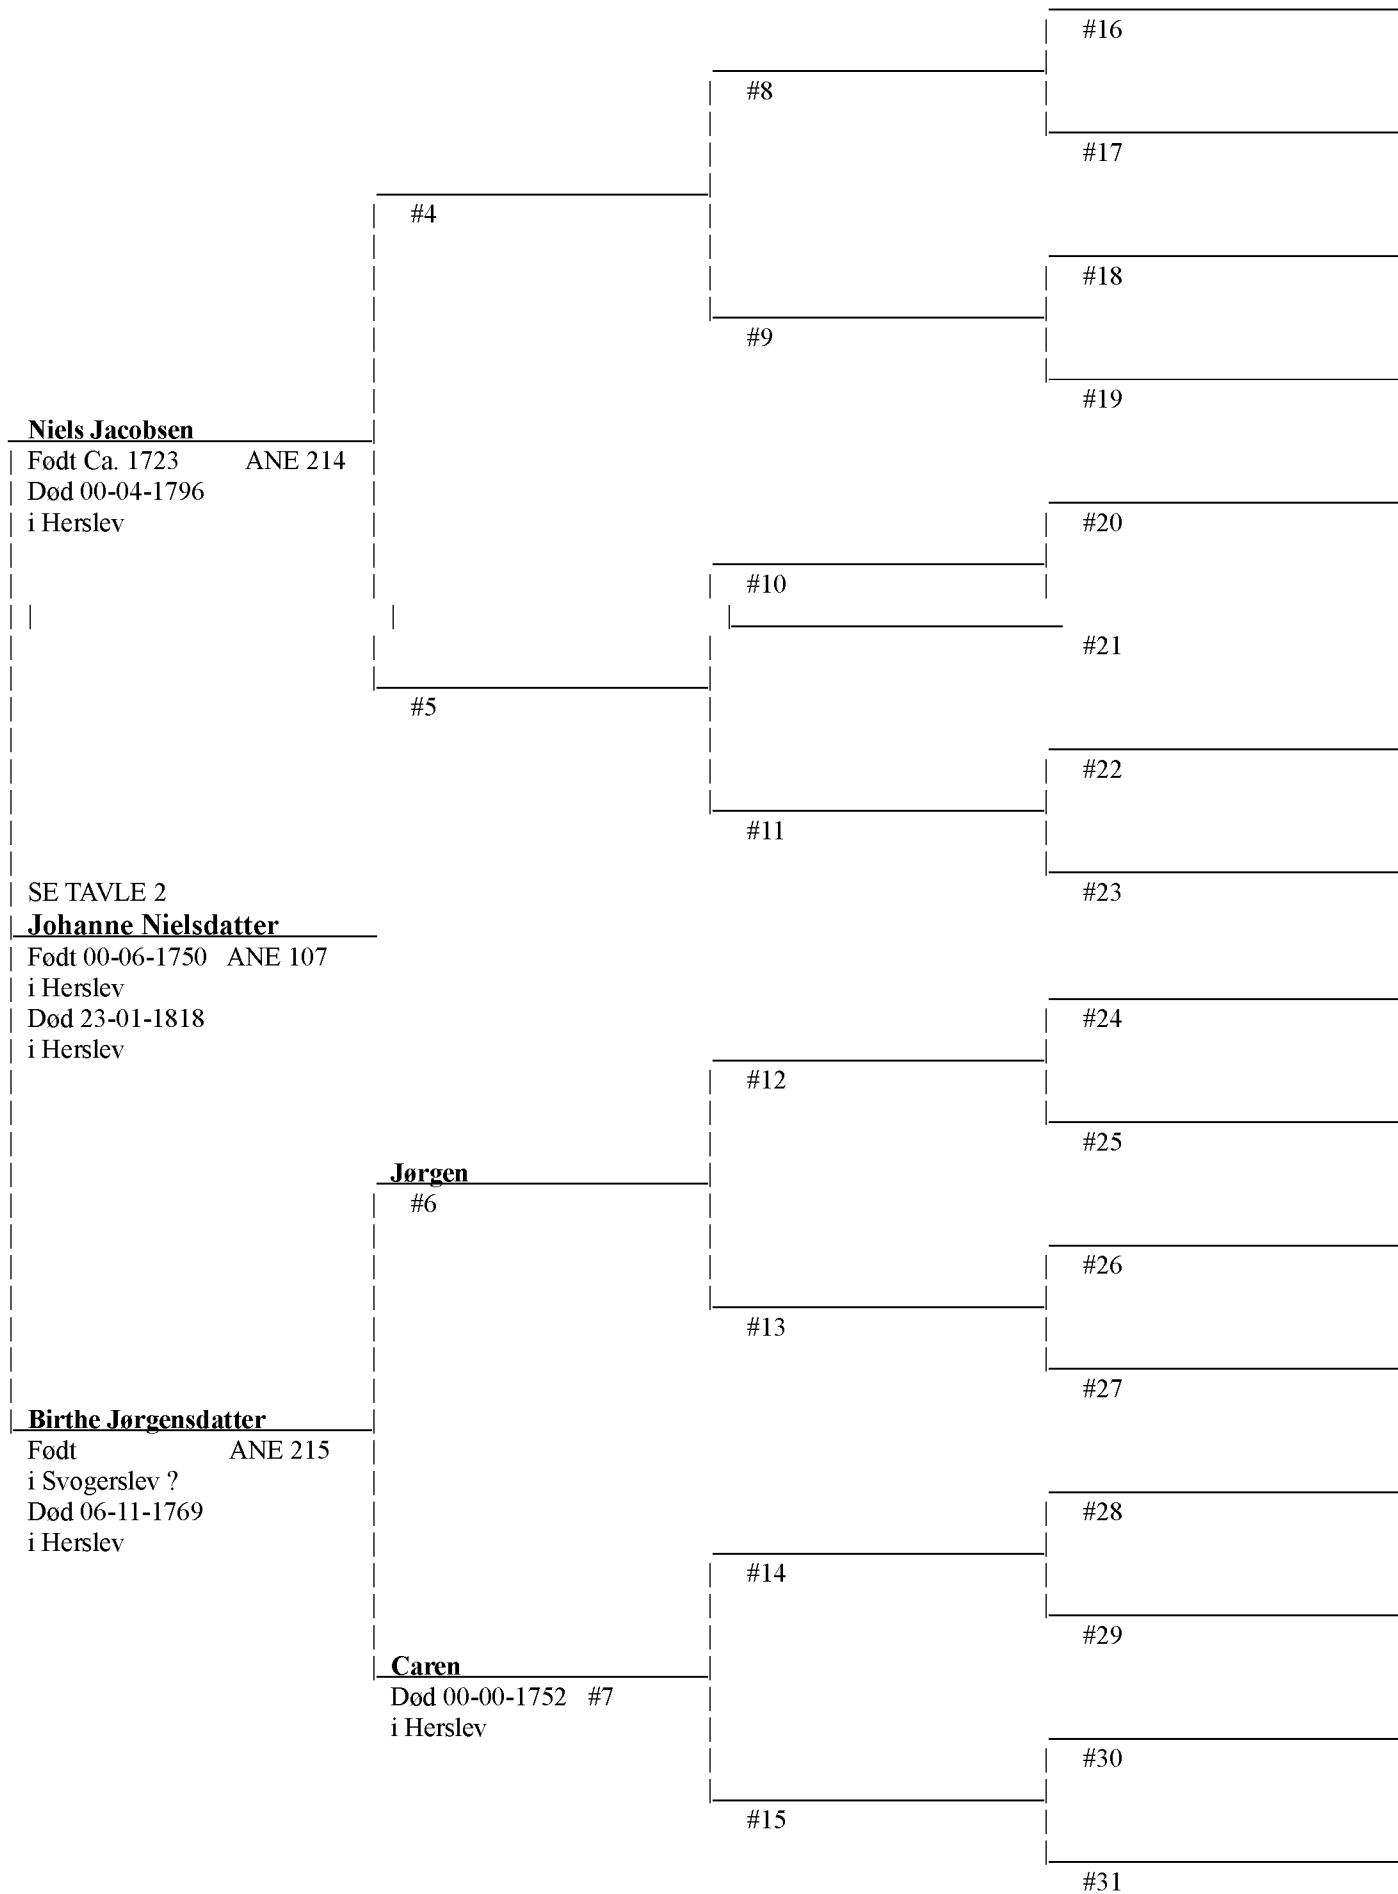 #16
#8
#17
#4
#18
#9
#19
Niels Jacobsen
Født Ca. 1723 ANE 214
Død 00-04-1796
i Herslev
#20
#10
#21
#5
#22
#11
#23
SE TAVLE 2
Johanne Nielsdatter
Født 00-06-1750 ANE 107
i Herslev
Død 23-01-1818
i Herslev
#24
#12
#25
Jørgen
#6
#26
#13
#27
Birthe Jørgensdatter
Født ANE 215
i Svogerslev ?
Død 06-11-1769
i Herslev
#28
#14
#29
Caren
Død 00-00-1752 #7
i Herslev
#30
#15
#31